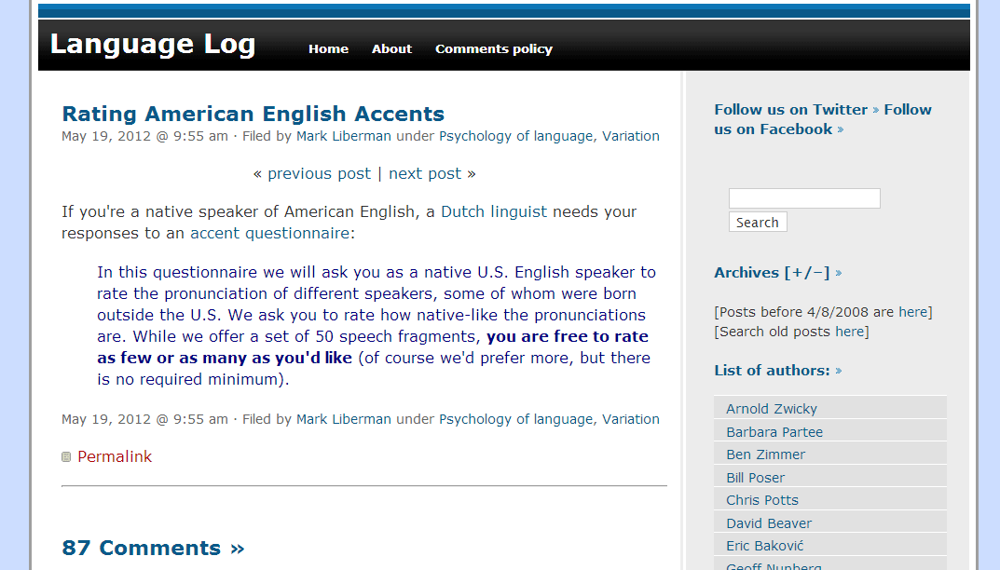 Language Log
Home About Comments policy
Rating American English Accents
May 19, 2012 @ 9:55 am · Filed by Mark Liberman under Psychology of language, Variation
« previous post | next post »
If you're a native speaker of American English, a Dutch linguist needs your
responses to an accent questionnaire:
In this questionnaire we will ask you as a native U.S. English speaker to
rate the pronunciation of different speakers, some of whom were born
outside the U.S. We ask you to rate how native-like the pronunciations
are. While we offer a set of 50 speech fragments, you are free to rate
as few or as many as you'd like (of course we'd prefer more, but there
is no required minimum).
May 19, 2012 @ 9:55 am · Filed by Mark Liberman under Psychology of language, Variation
Permalink
87 Comments »
Follow us on Twitter » Follow
us on Facebook »
Search
Archives [+/−] »
[Posts before 4/8/2008 are here]
[Search old posts here]
List of authors: »
Arnold Zwicky
Barbara Partee
Ben Zimmer
Bill Poser
Chris Potts
David Beaver
Eric Baković
Geoff Nunberg